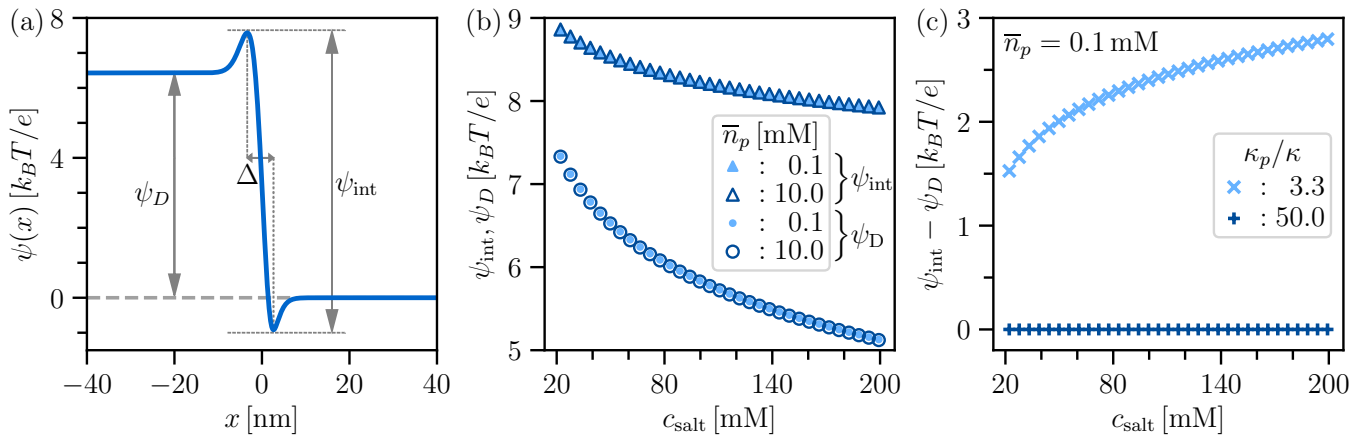 (a)
8
4
0
ψ(x) [k_BT/e]
ψ_D
Δ
ψ_int
−40 −20 0 20 40
x [nm]
(b)
9
8
7
6
5
ψ_int, ψ_D [k_BT/e]
n̅_p [mM]
: 0.1
: 10.0
ψ_int
: 0.1
: 10.0
ψ_D
20 80 140 200
c_salt [mM]
(c)
3
2
1
0
ψ_int − ψ_D [k_BT/e]
n̅_p = 0.1 mM
κ_p/κ
: 3.3
: 50.0
20 80 140 200
c_salt [mM]